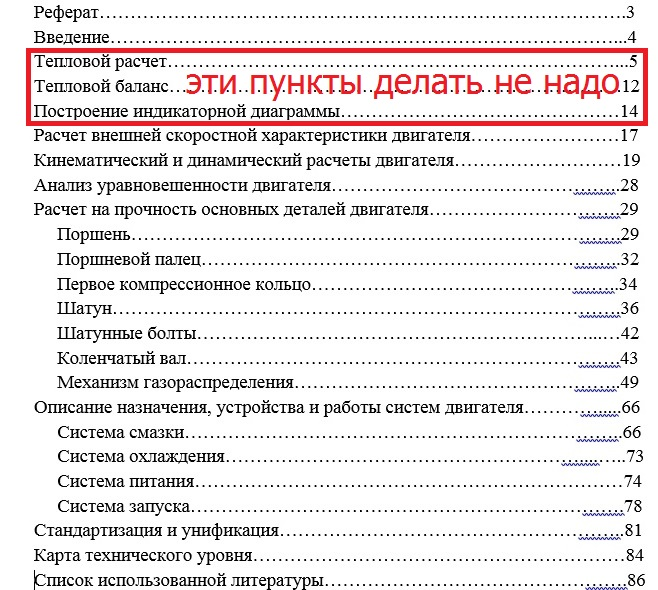 Реферат……………………………………………………………………………….3
Введение………………………………………………………………………………..4
Тепловой расчет………………………………………………………………………5
Тепловой баланс……………………………………………………………………12
эти пункты делать не надо
Построение индикаторной диаграммы…………………………………………14
Расчет внешней скоростной характеристики двигателя………………………17
Кинематический и динамический расчеты двигателя…………………………19
Анализ уравновешенности двигателя……………………………………………28
Расчет на прочность основных деталей двигателя………………………………29
Поршень…………………………………………………………………………29
Поршневой палец………………………………………………………………32
Первое компрессионное кольцо………………………………………………34
Шатун……………………………………………………………………………36
Шатунные болты………………………………………………………………42
Коленчатый вал…………………………………………………………………43
Механизм газораспределения…………………………………………………49
Описание назначения, устройства и работы систем двигателя………………66
Система смазки…………………………………………………………………66
Система охлаждения……………………………………………………………73
Система питания………………………………………………………………74
Система запуска…………………………………………………………………78
Стандартизация и унификация……………………………………………………81
Карта технического уровня…………………………………………………………84
Список использованной литературы………………………………………………86